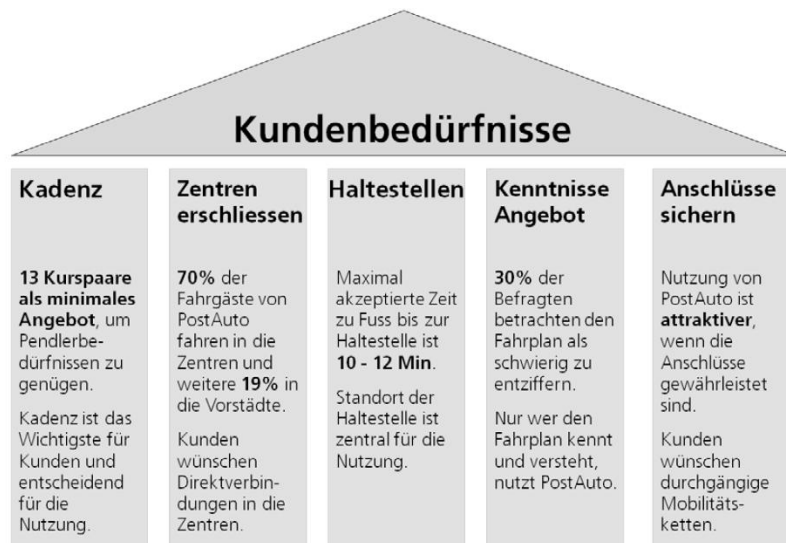 Kundenbedürfnisse
Kadenz
13 Kurspaare
als minimales
Angebot, um
Pendlerbe-
dürfnissen zu
genügen.
Kadenz ist das
Wichtigste für
Kunden und
entscheidend
für die
Nutzung.
Zentren
erschliessen
70% der
Fahrgäste von
PostAuto
fahren in die
Zentren und
weitere 19% in
die Vorstädte.
Kunden
wünschen
Direktverbin-
dungen in die
Zentren.
Haltestellen
Maximal
akzeptierte Zeit
zu Fuss bis zur
Haltestelle ist
10 - 12 Min.
Standort der
Haltestelle ist
zentral für die
Nutzung.
Kenntnisse
Angebot
30% der
Befragten
betrachten den
Fahrplan als
schwierig zu
entziffern.
Nur wer den
Fahrplan kennt
und versteht,
nutzt PostAuto.
Anschlüsse
sichern
Nutzung von
PostAuto ist
attraktiver,
wenn die
Anschlüsse
gewährleistet
sind.
Kunden
wünschen
durchgängige
Mobilitäts-
ketten.